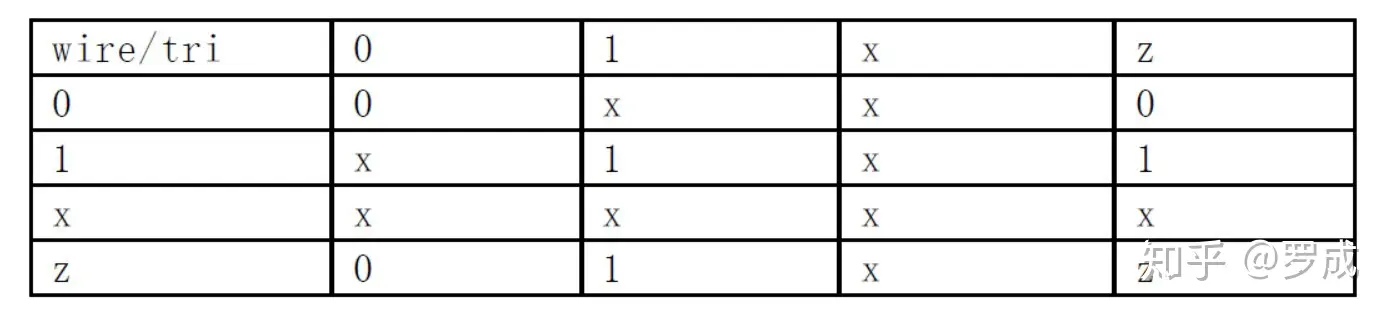 wire/tri 0 1 x z
0 0 x x 0
1 x 1 x 1
x x x x x
z 0 1 x z
知乎 @罗成